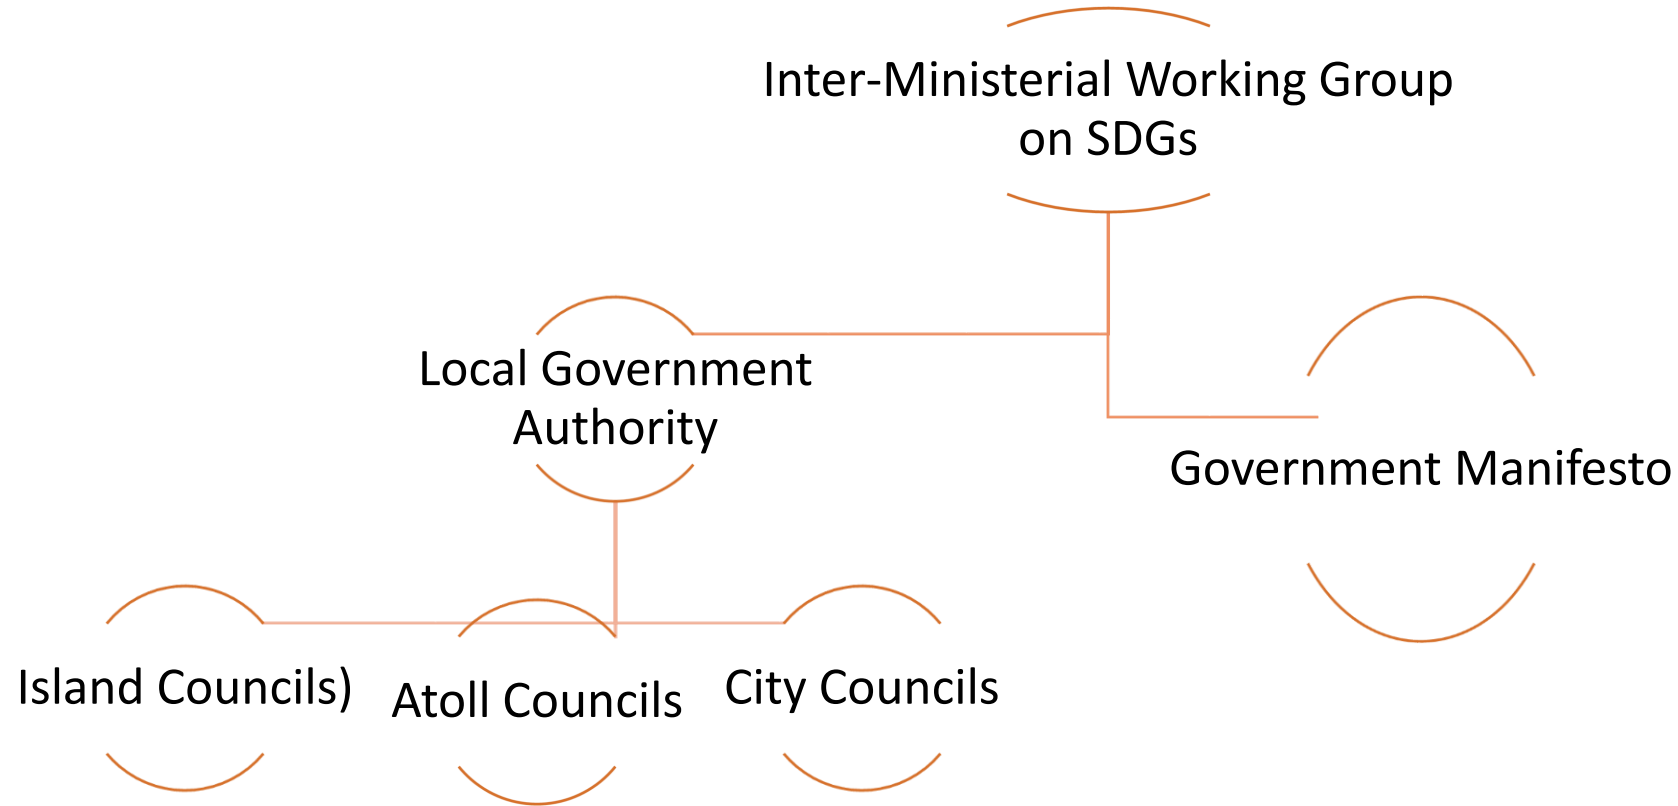 Inter-Ministerial Working Group
on SDGs
Local Government
Authority
Government Manifesto
Island Councils)
Atoll Councils
City Councils